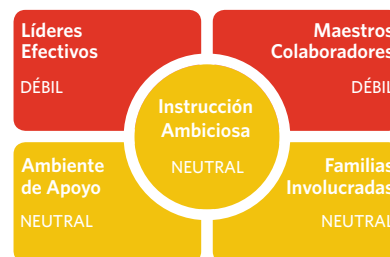 Líderes
Efectivos
DÉBIL
Maestros
Colaboradores
DÉBIL
Instrucción
Ambiciosa
NEUTRAL
Ambiente
de Apoyo
NEUTRAL
Familias
Involucradas
NEUTRAL